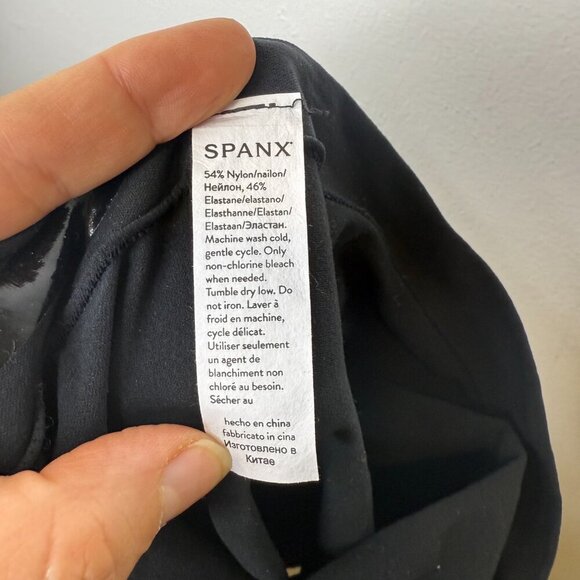 SPANX
54% Nylon/nailon/
Нейлон, 46%
Elastane/elastano/
Elasthanne/Elastan/
Elastaan/Эластан.
Machine wash cold,
gentle cycle. Only
non-chlorine bleach
when needed.
Tumble dry low. Do
not iron. Laver à
froid en machine,
cycle délicat.
Utiliser seulement
un agent de
blanchiment non
chloré au besoin.
Sécher au
hecho en china
fabbricato in cina
Изготовлено в
Китае